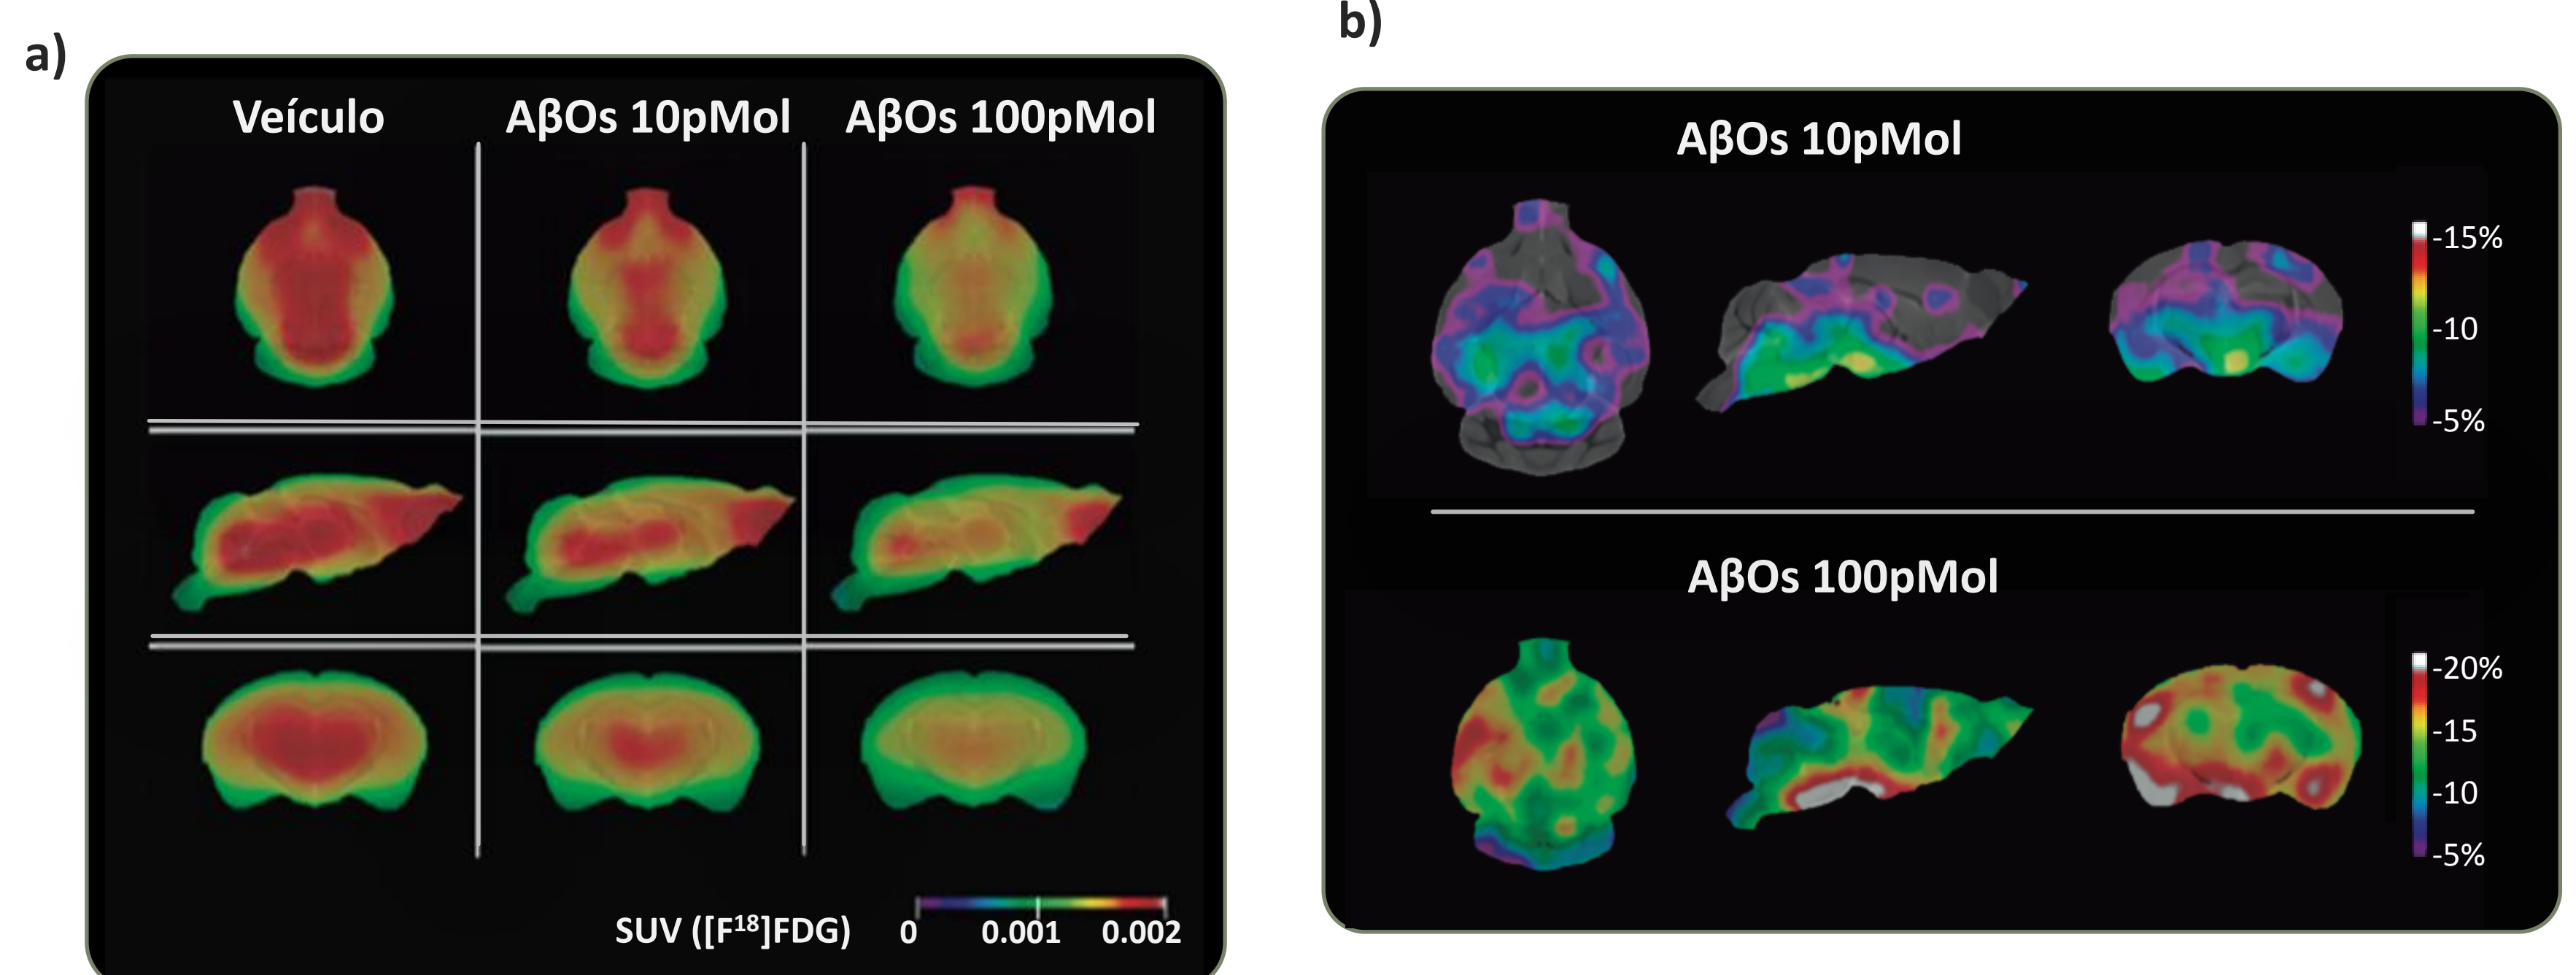 a)
Veículo AβOs 10pMol AβOs 100pMol
SUV ([F¹⁸]FDG) 0 0.001 0.002
b)
AβOs 10pMol
-15%
-10
-5%
AβOs 100pMol
-20%
-15
-10
-5%